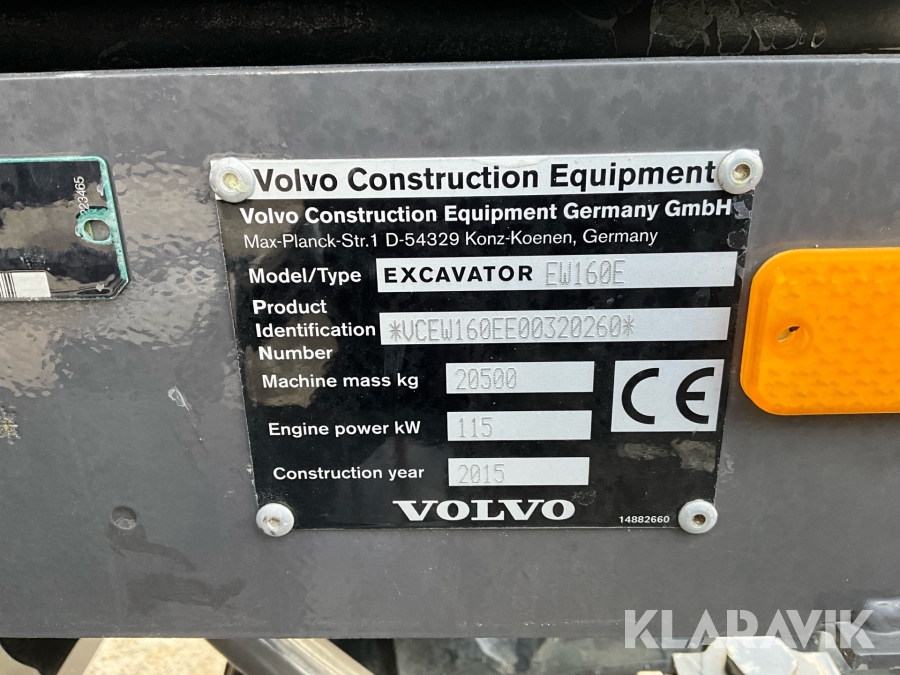 Volvo Construction Equipment
Volvo Construction Equipment Germany GmbH
Max-Planck-Str.1 D-54329 Konz-Koenen, Germany
Model/Type EXCAVATOR EW160E
Product
Identification *VCEW160EE00320260*
Number
Machine mass kg 20500
Engine power kW 115
Construction year 2015
CE
VOLVO
14882660
223465
KLARAVIK